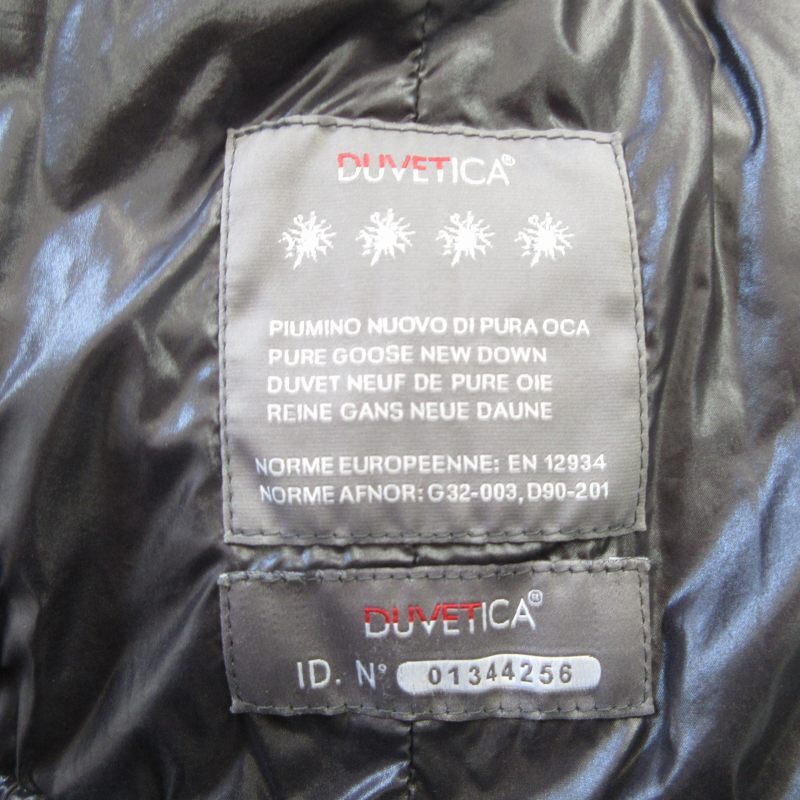 DUVETICA®
PIUMINO NUOVO DI PURA OCA
PURE GOOSE NEW DOWN
DUVET NEUF DE PURE OIE
REINE GANS NEUE DAUNE
NORME EUROPEENNE: EN 12934
NORME AFNOR: G32-003, D90-201
DUVETICA®
ID. N° 01344256